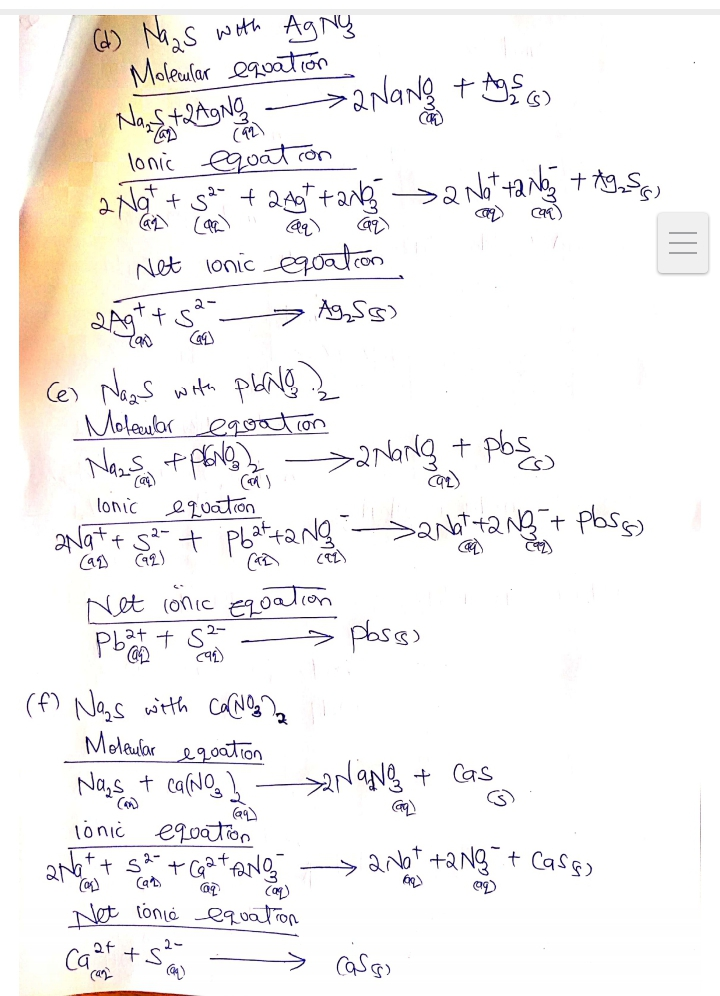 (d) Na₂S with AgNO₃
Molecular equation
Na₂S(aq) + 2AgNO₃(aq) → 2NaNO₃(aq) + Ag₂S(s)
Ionic equation
2Na⁺(aq) + S²⁻(aq) + 2Ag⁺(aq) + 2NO₃⁻(aq) → 2Na⁺(aq) + 2NO₃⁻(aq) + Ag₂S(s)
Net ionic equation
2Ag⁺(aq) + S²⁻(aq) → Ag₂S(s)
(e) Na₂S with Pb(NO₃)₂
Molecular equation
Na₂S(aq) + Pb(NO₃)₂(aq) → 2NaNO₃(aq) + PbS(s)
Ionic equation
2Na⁺(aq) + S²⁻(aq) + Pb²⁺(aq) + 2NO₃⁻(aq) → 2Na⁺(aq) + 2NO₃⁻(aq) + PbS(s)
Net ionic equation
Pb²⁺(aq) + S²⁻(aq) → PbS(s)
(f) Na₂S with Ca(NO₃)₂
Molecular equation
Na₂S(aq) + Ca(NO₃)₂(aq) → 2NaNO₃(aq) + CaS(s)
ionic equation
2Na⁺(aq) + S²⁻(aq) + Ca²⁺(aq) + 2NO₃⁻(aq) → 2Na⁺(aq) + 2NO₃⁻(aq) + CaS(s)
Net ionic equation
Ca²⁺(aq) + S²⁻(aq) → CaS(s)